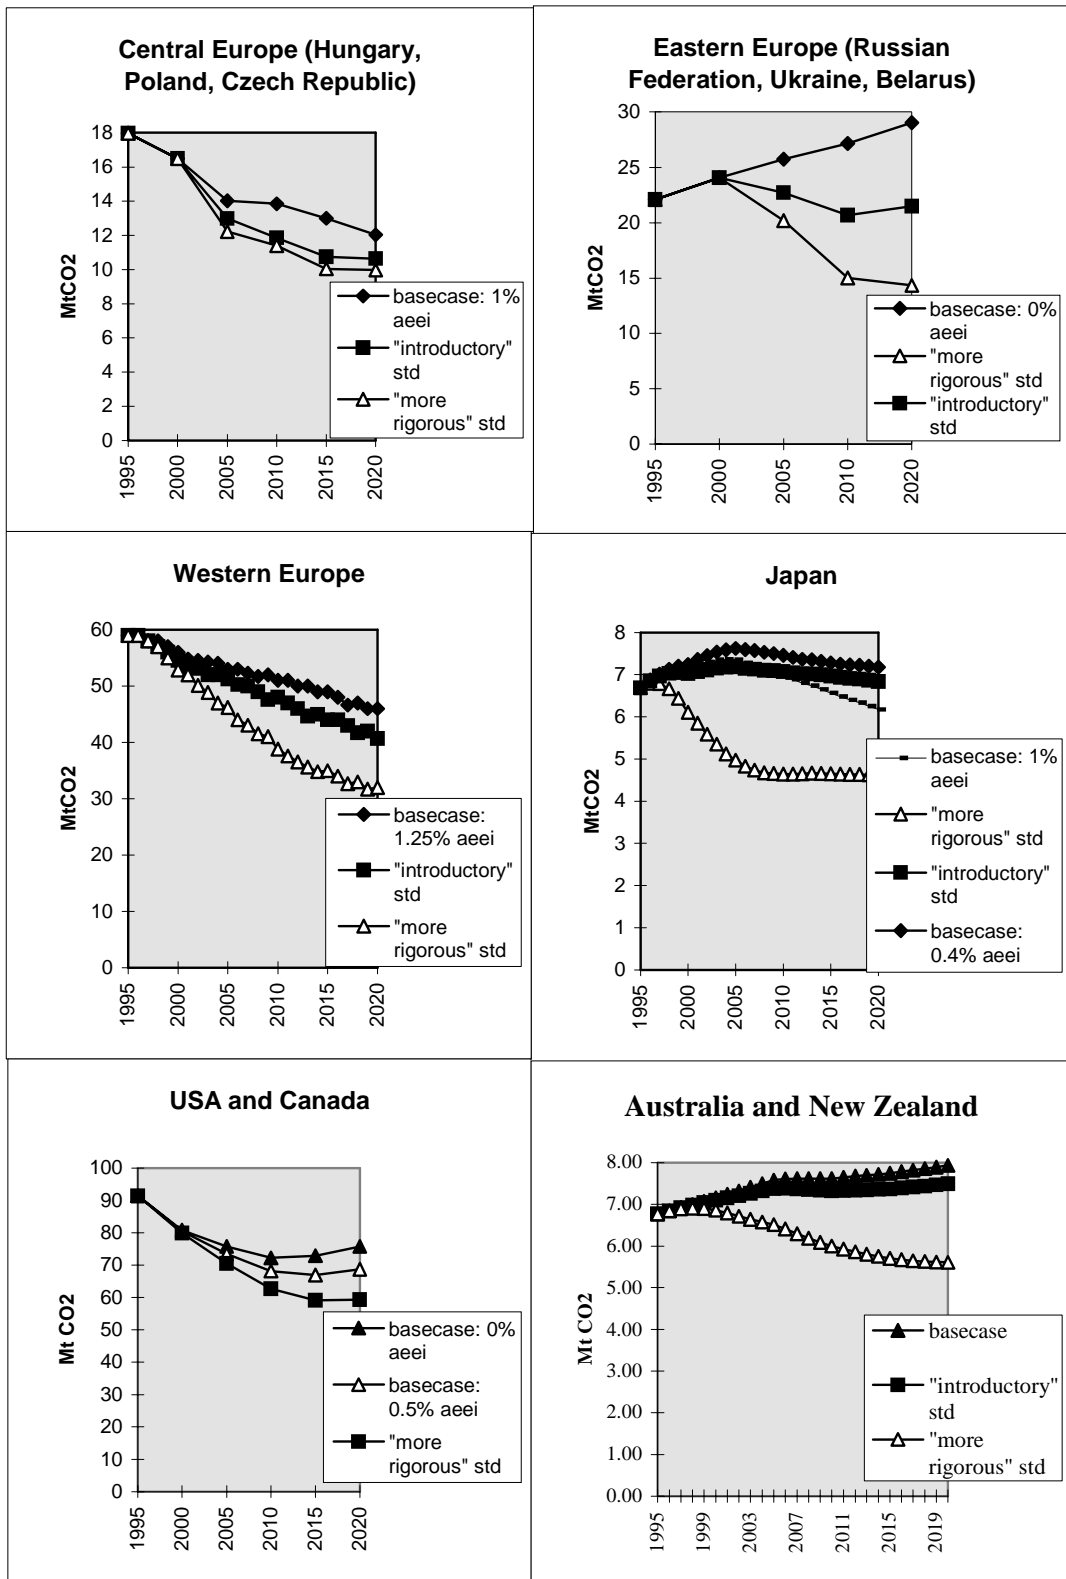 Central Europe (Hungary,
Poland, Czech Republic)
MtCO2
18
16
14
12
10
8
6
4
2
0
1995
2000
2005
2010
2015
2020
basecase: 1%
aeei
"introductory"
std
"more
rigorous" std
Eastern Europe (Russian
Federation, Ukraine, Belarus)
MtCO2
30
25
20
15
10
5
0
1995
2000
2005
2010
2020
basecase: 0%
aeei
"more
rigorous" std
"introductory"
std
Western Europe
MtCO2
60
50
40
30
20
10
0
1995
2000
2005
2010
2015
2020
basecase:
1.25% aeei
"introductory"
std
"more
rigorous" std
Japan
MtCO2
8
7
6
5
4
3
2
1
0
1995
2000
2005
2010
2015
2020
basecase: 1%
aeei
"more
rigorous" std
"introductory"
std
basecase:
0.4% aeei
USA and Canada
Mt CO2
100
90
80
70
60
50
40
30
20
10
0
1995
2000
2005
2010
2015
2020
basecase: 0%
aeei
basecase:
0.5% aeei
"more
rigorous" std
Australia and New Zealand
Mt CO2
8.00
7.00
6.00
5.00
4.00
3.00
2.00
1.00
0.00
1995
1999
2003
2007
2011
2015
2019
basecase
"introductory"
std
"more
rigorous" std